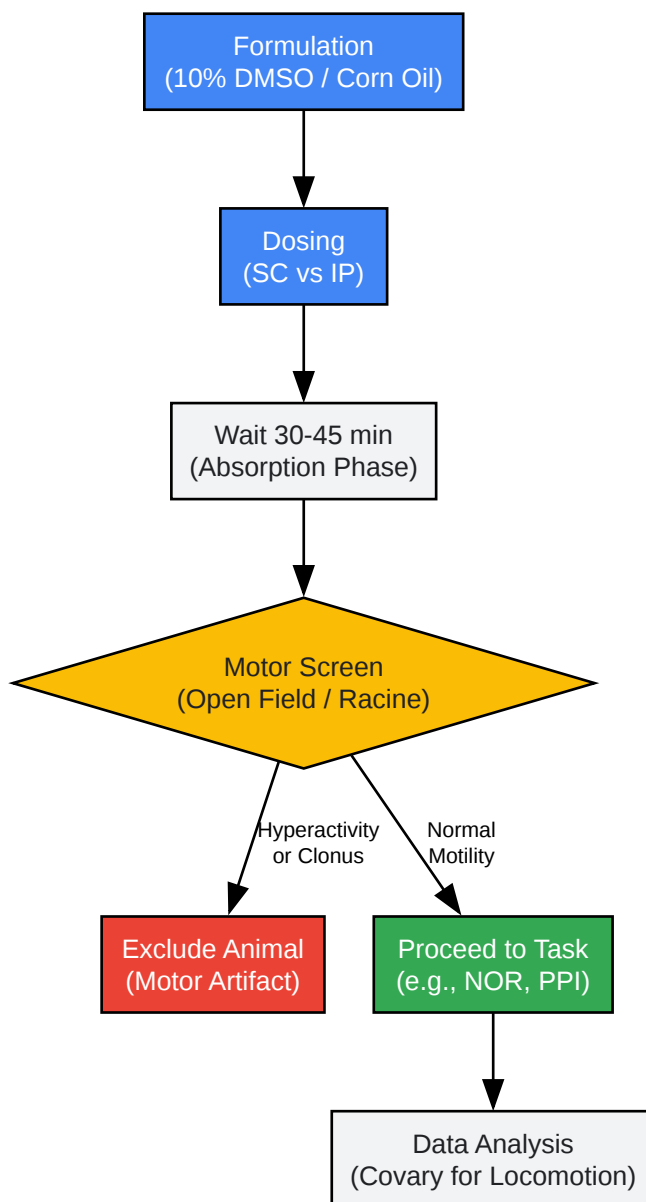 Formulation
(10% DMSO / Corn Oil)
Dosing
(SC vs IP)
Wait 30-45 min
(Absorption Phase)
Motor Screen
(Open Field / Racine)
Hyperactivity
or Clonus
Normal
Motility
Exclude Animal
(Motor Artifact)
Proceed to Task
(e.g., NOR, PPI)
Data Analysis
(Covary for Locomotion)